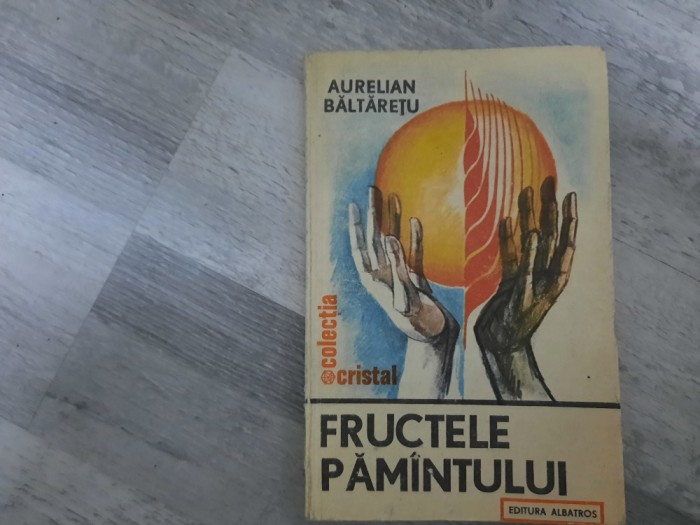 AURELIAN
BĂLTĂREȚU
colecția
cristal
FRUCTELE
PĂMÎNTULUI
EDITURA ALBATROS